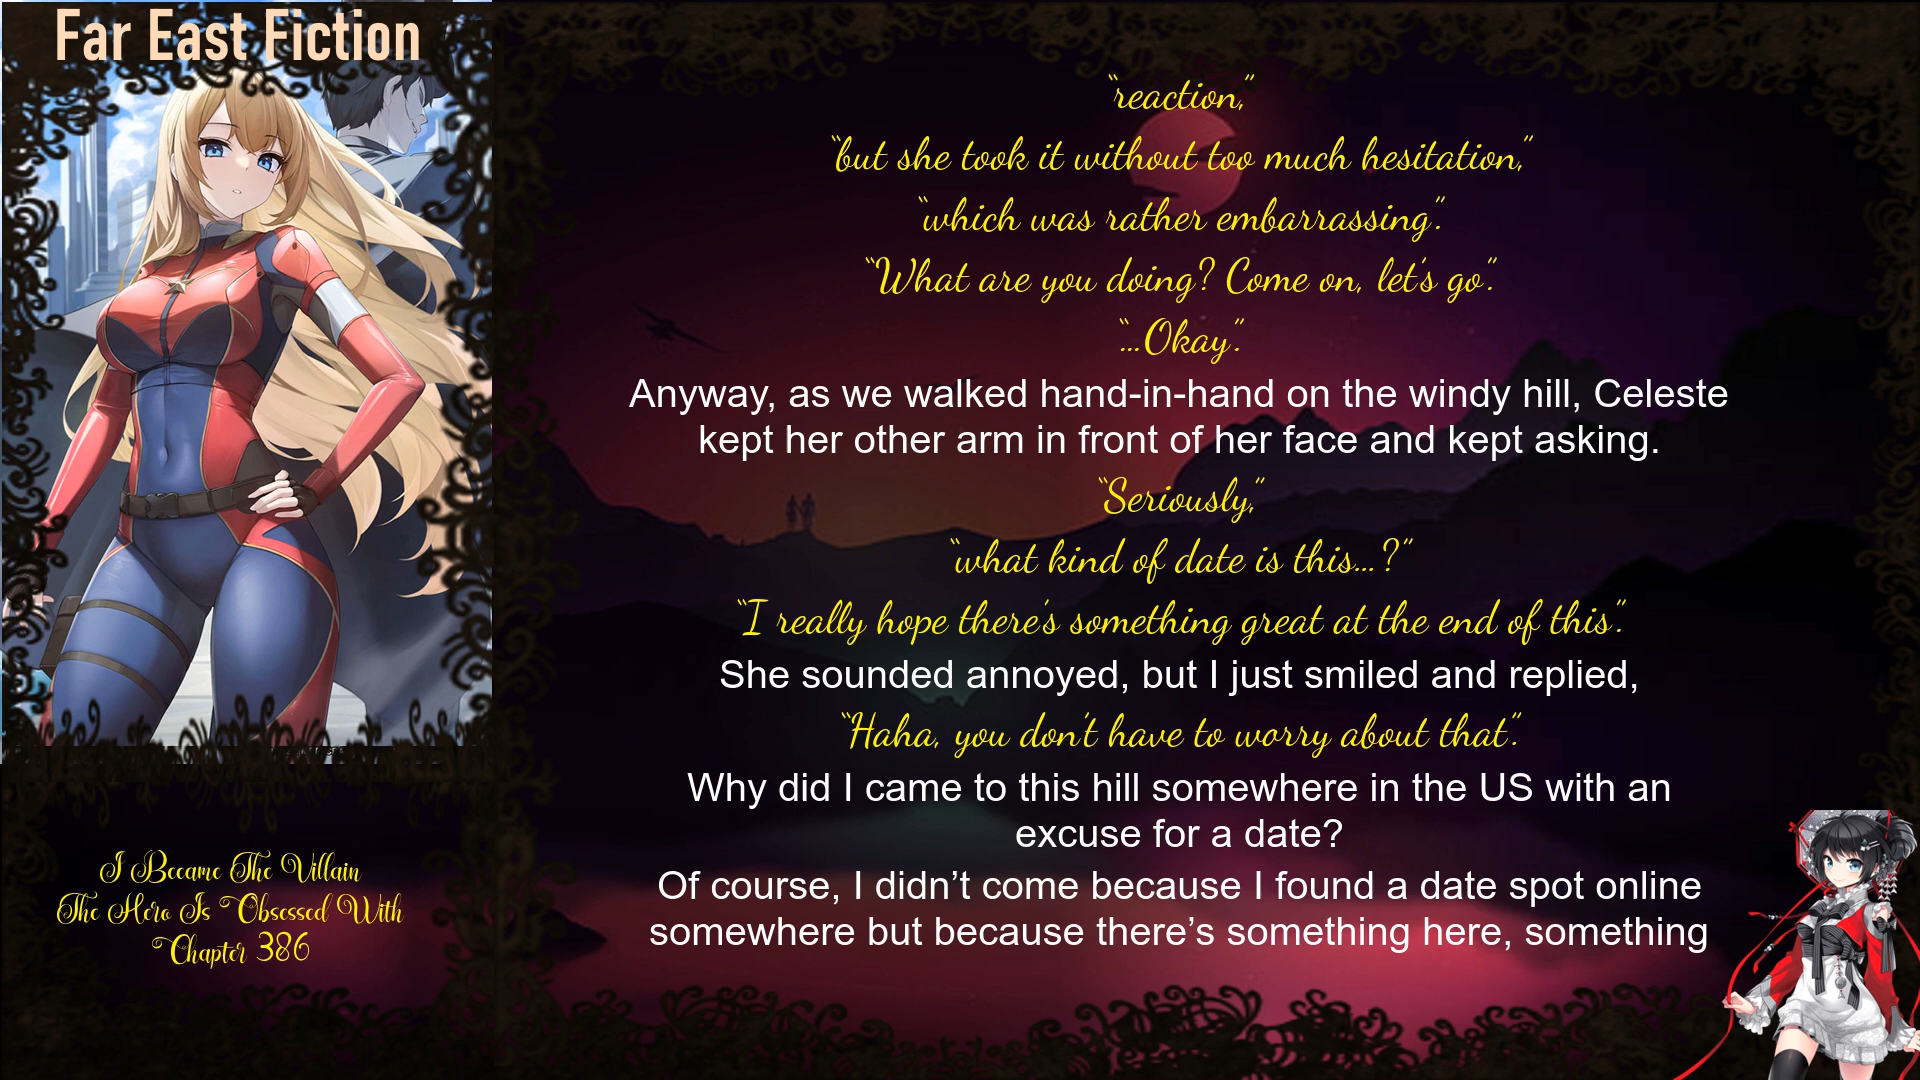 Far East Fiction
“reaction,”
“but she took it without too much hesitation,”
“which was rather embarrassing”.
“What are you doing? Come on, let’s go”.
“…Okay”.
Anyway, as we walked hand-in-hand on the windy hill, Celeste
kept her other arm in front of her face and kept asking.
“Seriously,”
“what kind of date is this…?”
“I really hope there’s something great at the end of this”.
She sounded annoyed, but I just smiled and replied,
“Haha, you don’t have to worry about that”.
Why did I came to this hill somewhere in the US with an
excuse for a date?
Of course, I didn’t come because I found a date spot online
somewhere but because there’s something here, something
I Became The Villain
The Hero Is Obsessed With
Chapter 386